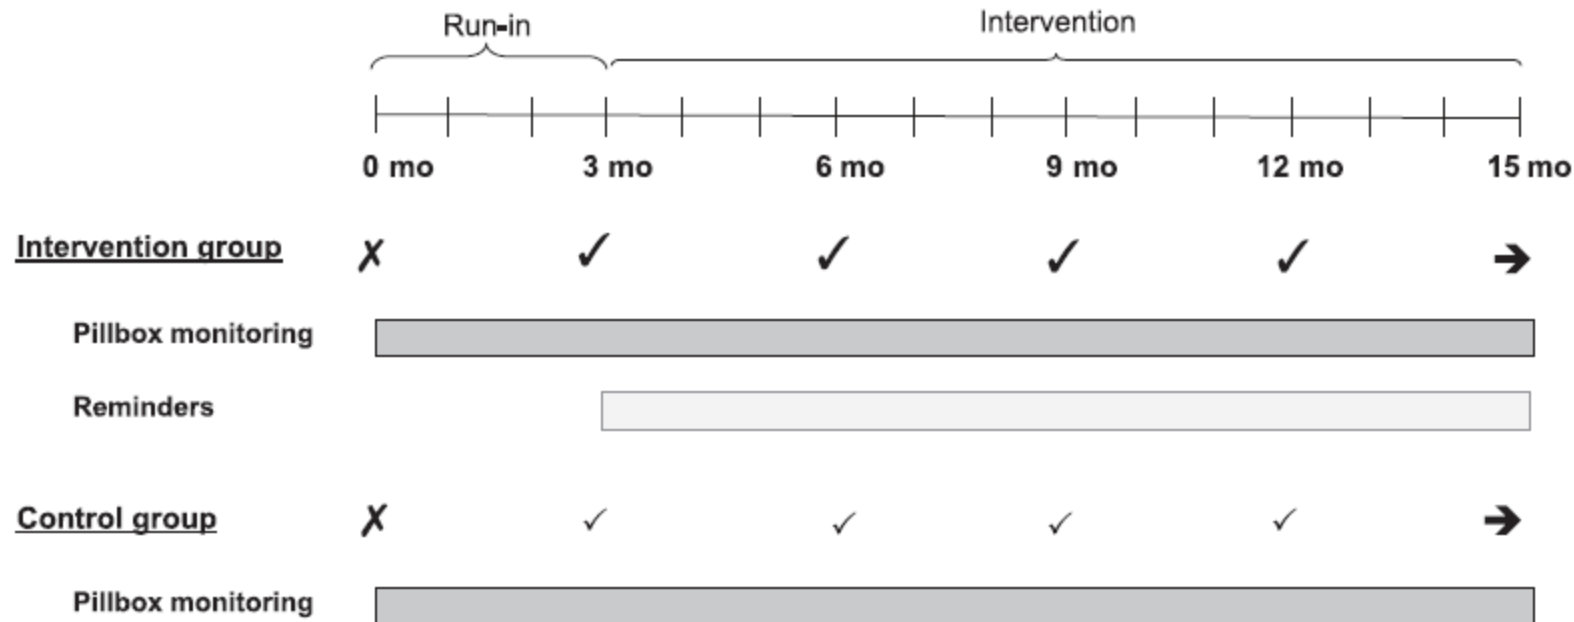 Run-in Intervention
0 mo 3 mo 6 mo 9 mo 12 mo 15 mo
Intervention group ✗ ✓ ✓ ✓ ✓ ➔
Pillbox monitoring
Reminders
Control group ✗ ✓ ✓ ✓ ✓ ➔
Pillbox monitoring